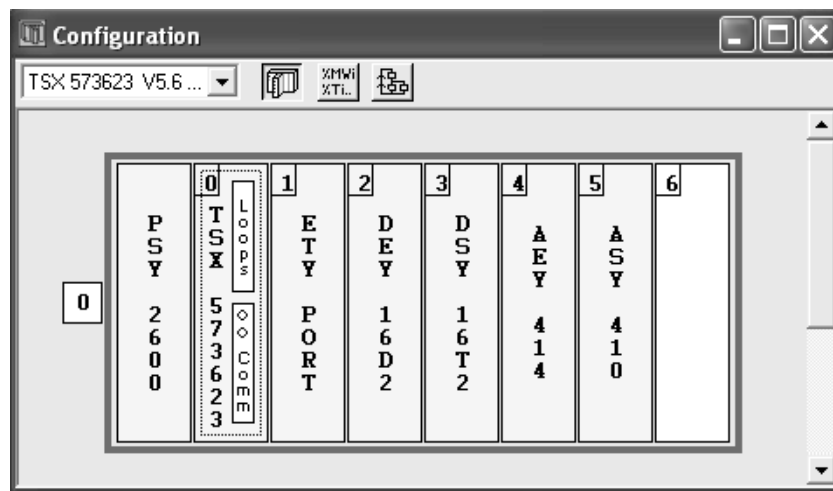 Configuration
TSX 573623 V5.6 ...
XMWi
XTi..
0
PSY 2600
0
TSX 573623
Loops
Comm
1
ETY PORT
2
DEY 16D2
3
DSY 16T2
4
AEY 414
5
ASY 410
6